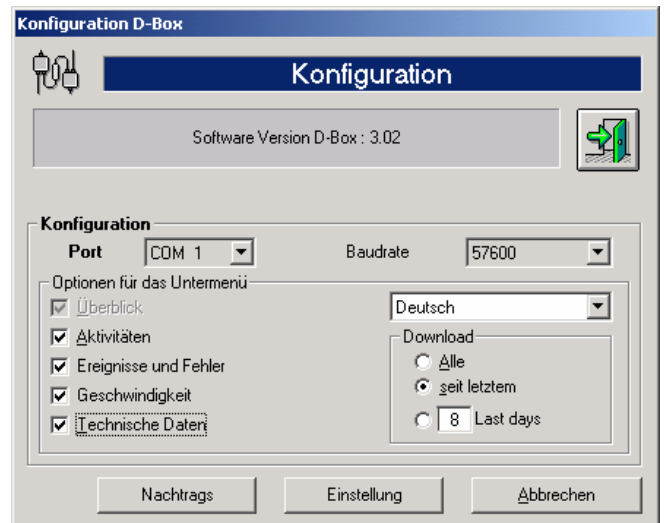 Konfiguration D-Box
Konfiguration
Software Version D-Box : 3.02
Konfiguration
Port COM 1 Baudrate 57600
Optionen für das Untermenü
Überblick
Deutsch
Aktivitäten
Ereignisse und Fehler
Geschwindigkeit
Technische Daten
Download
Alle
seit letztem
8 Last days
Nachtrags Einstellung Abbrechen